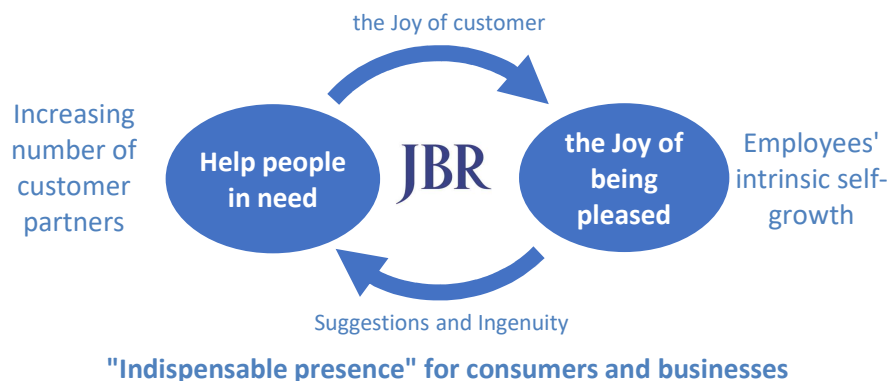 the Joy of customer
Increasing
number of
customer
partners
Help people
in need
JBR
the Joy of
being
pleased
Employees'
intrinsic self-
growth
Suggestions and Ingenuity
"Indispensable presence" for consumers and businesses